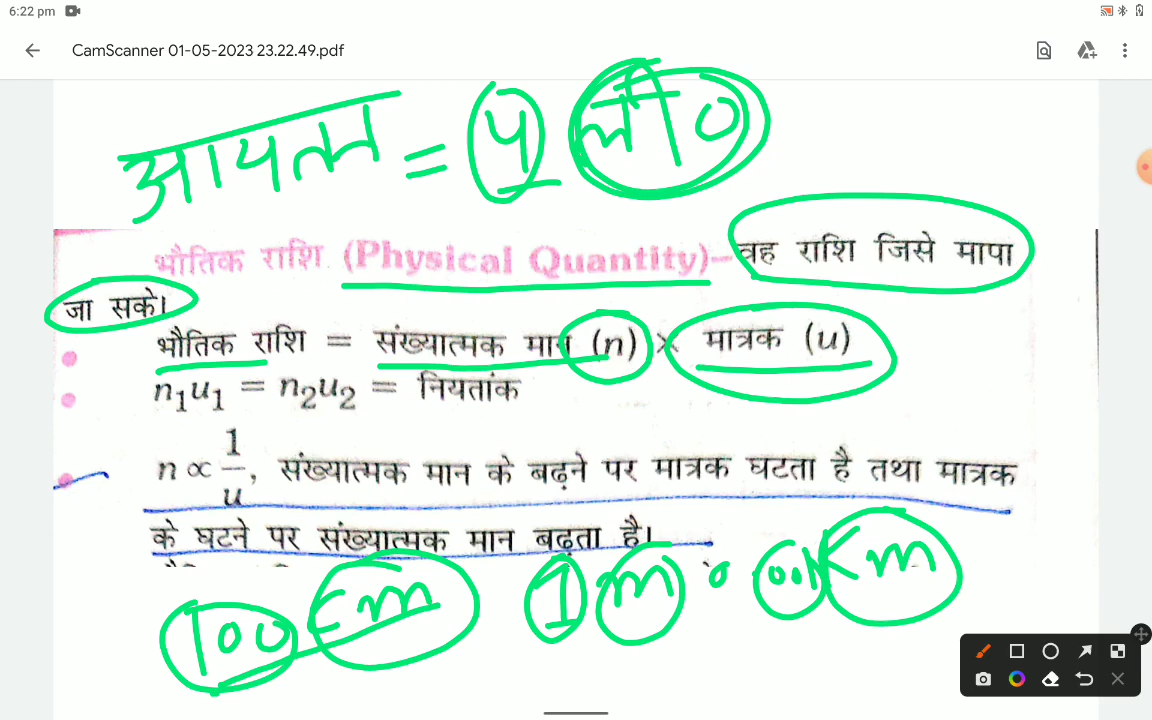 6:22 pm
CamScanner 01-05-2023 23.22.49.pdf
आयतन = 4 ली०
भौतिक राशि (Physical Quantity)– वह राशि जिसे मापा
जा सके।
भौतिक राशि = संख्यात्मक मान (n) × मात्रक (u)
n₁u₁ = n₂u₂ = नियतांक
n ∝ 1/u, संख्यात्मक मान के बढ़ने पर मात्रक घटता है तथा मात्रक
के घटने पर संख्यात्मक मान बढ़ता है।
100 cm 1 m .001 Km